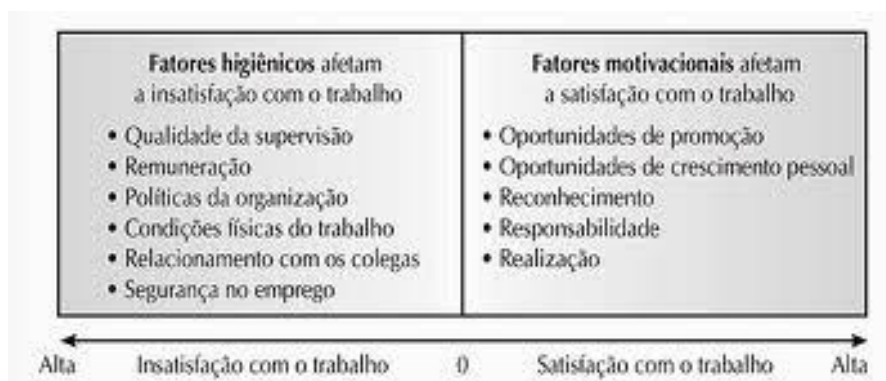 Fatores higiênicos afetam
a insatisfação com o trabalho
• Qualidade da supervisão
• Remuneração
• Políticas da organização
• Condições físicas do trabalho
• Relacionamento com os colegas
• Segurança no emprego
Fatores motivacionais afetam
a satisfação com o trabalho
• Oportunidades de promoção
• Oportunidades de crescimento pessoal
• Reconhecimento
• Responsabilidade
• Realização
Alta Insatisfação com o trabalho 0 Satisfação com o trabalho Alta